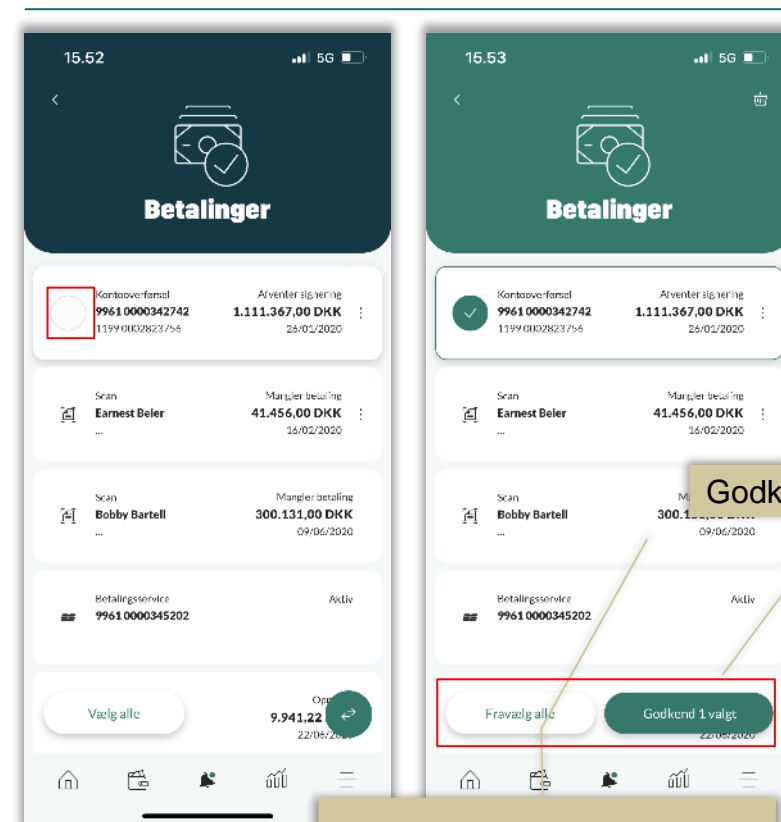 15.52
5G
Betalinger
Kontooverførsel
Afventer signering
9961 0000342742
1.111.367,00 DKK
1199 0002823756
26/01/2020
Scan
Mangler betaling
Earnest Beier
41.456,00 DKK
...
16/02/2020
Scan
Mangler betaling
Bobby Bartell
300.131,00 DKK
...
09/06/2020
Betalingsservice
Aktiv
9961 0000345202
Vælg alle
9.941,22
15.53
5G
Betalinger
Kontooverførsel
Afventer signering
9961 0000342742
1.111.367,00 DKK
1199 0002823756
26/01/2020
Scan
Mangler betaling
Earnest Beier
41.456,00 DKK
...
16/02/2020
Scan
Godk
Bobby Bartell
...
09/06/2020
Betalingsservice
Aktiv
9961 0000345202
Fravælg alle
Godkend 1 valgt
22/06/2020